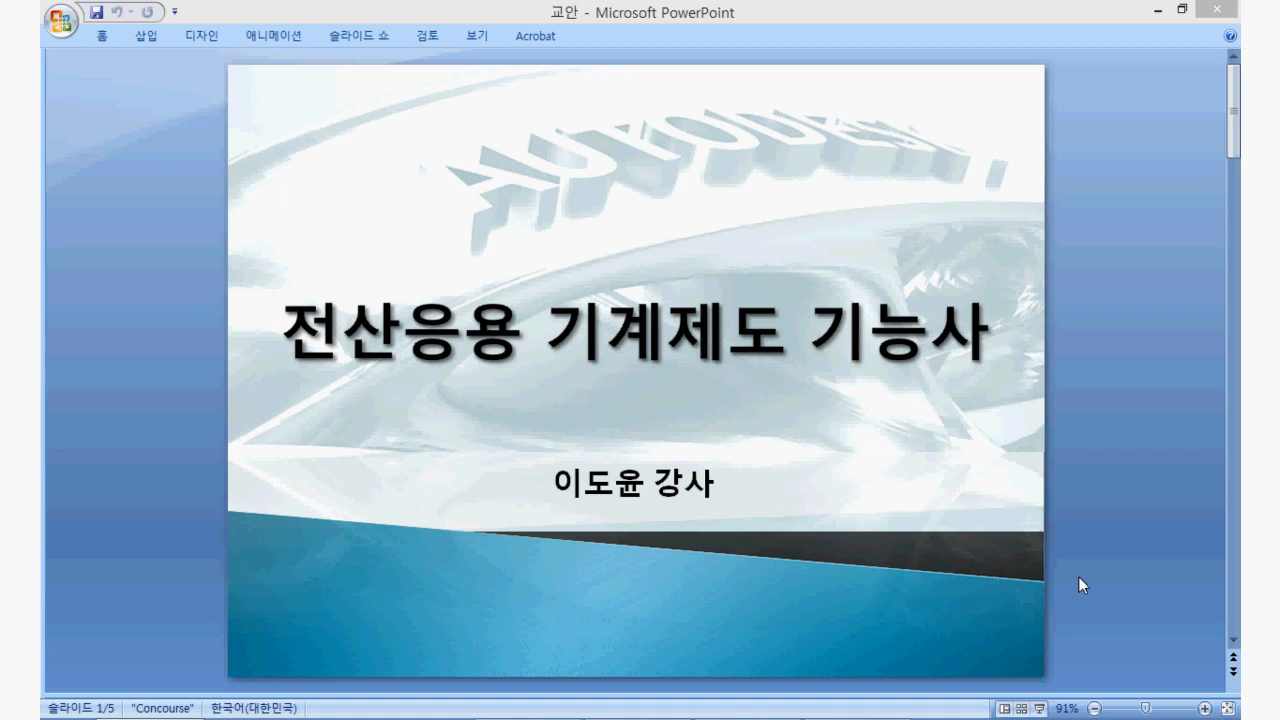 교안 - Microsoft PowerPoint
홈 삽입 디자인 애니메이션 슬라이드 쇼 검토 보기 Acrobat
AUTODESK
전산응용 기계제도 기능사
이도윤 강사
슬라이드 1/5 "Concourse" 한국어(대한민국) 91%